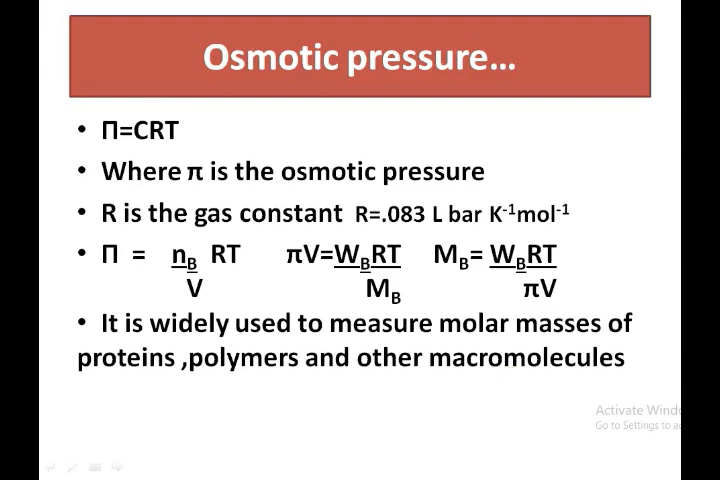 Osmotic pressure...
• Π=CRT
• Where π is the osmotic pressure
• R is the gas constant R=.083 L bar K⁻¹mol⁻¹
• Π = n_B RT πV=W_BRT M_B= W_BRT
V M_B πV
• It is widely used to measure molar masses of
proteins ,polymers and other macromolecules
Activate Wind
Go to Settings to a